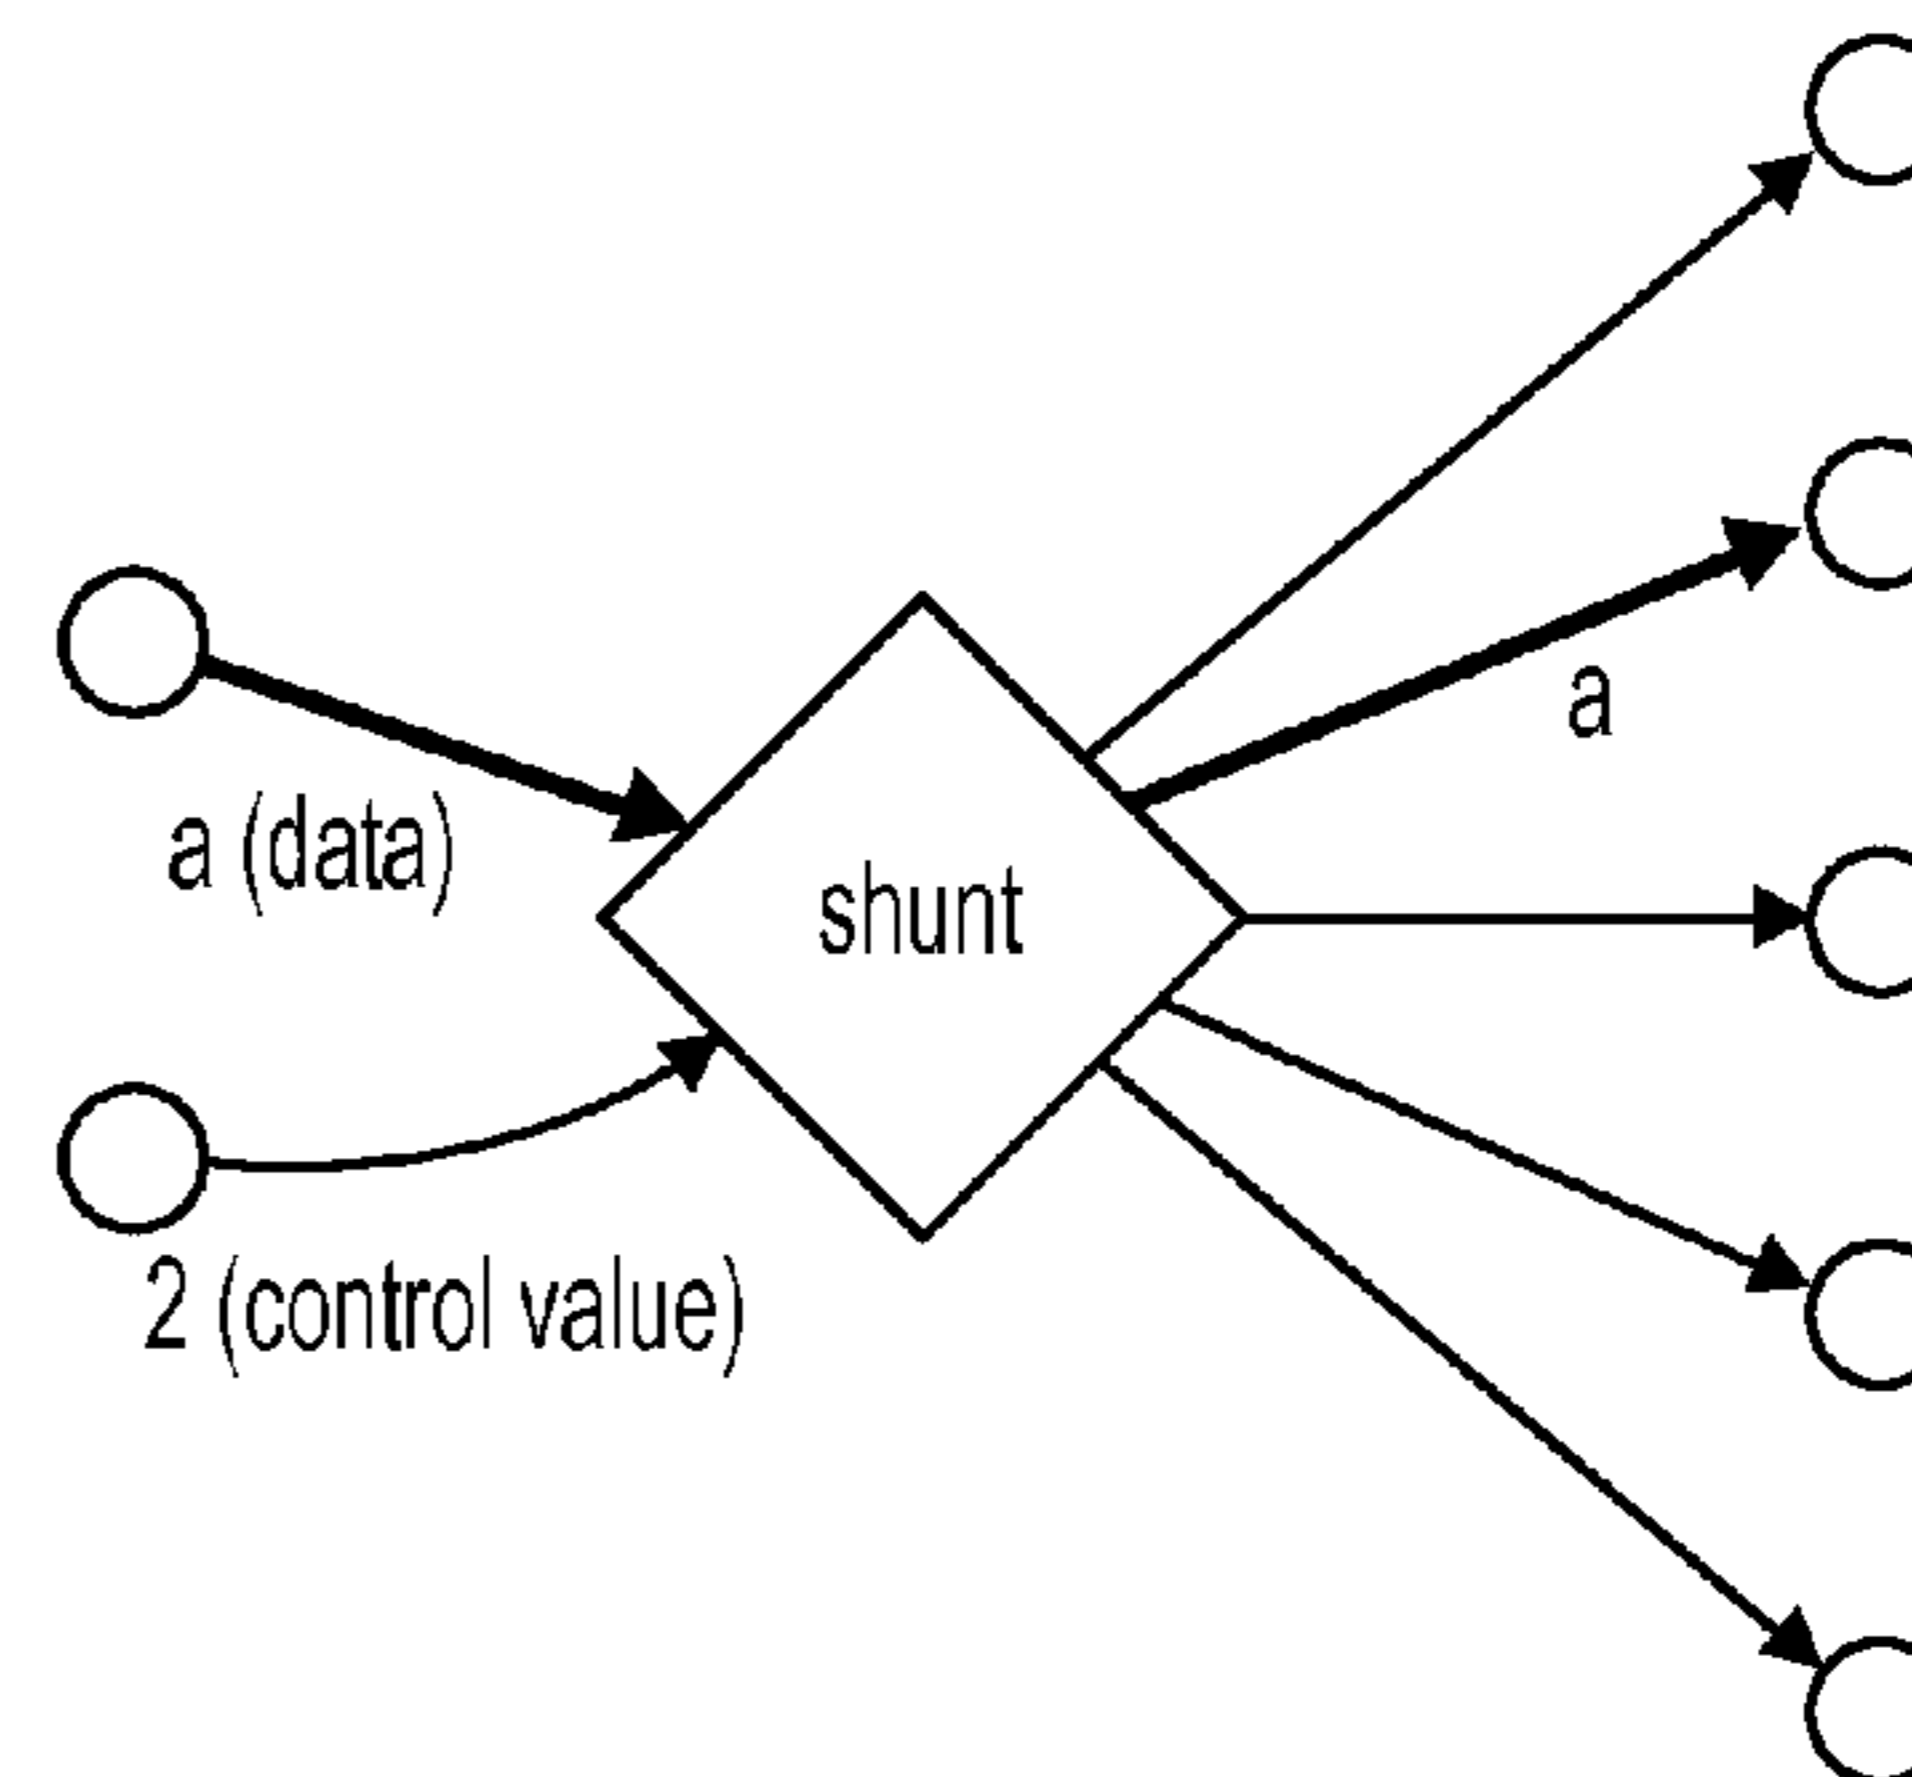 a
a (data)
shunt
2 (control value)